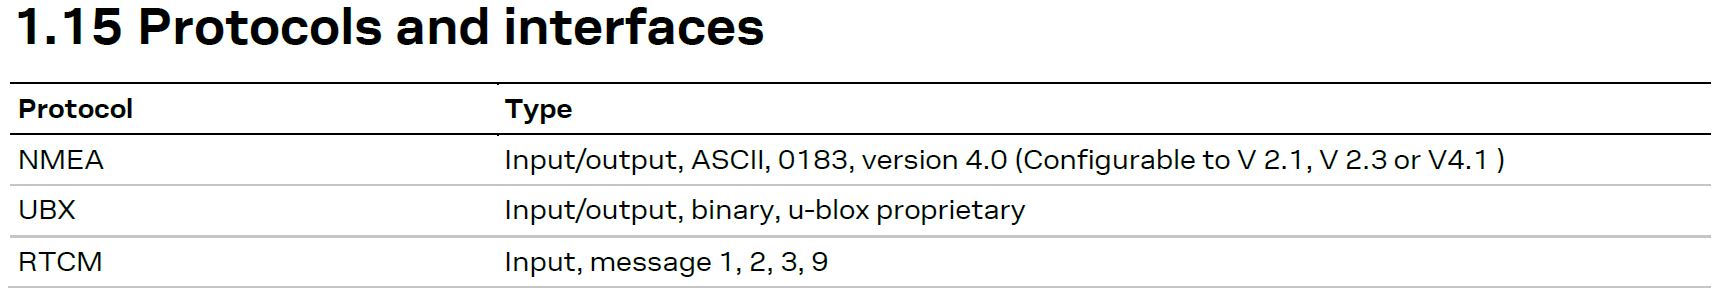 1.15 Protocols and interfaces
Protocol Type
NMEA Input/output, ASCII, 0183, version 4.0 (Configurable to V 2.1, V 2.3 or V4.1 )
UBX Input/output, binary, u-blox proprietary
RTCM Input, message 1, 2, 3, 9